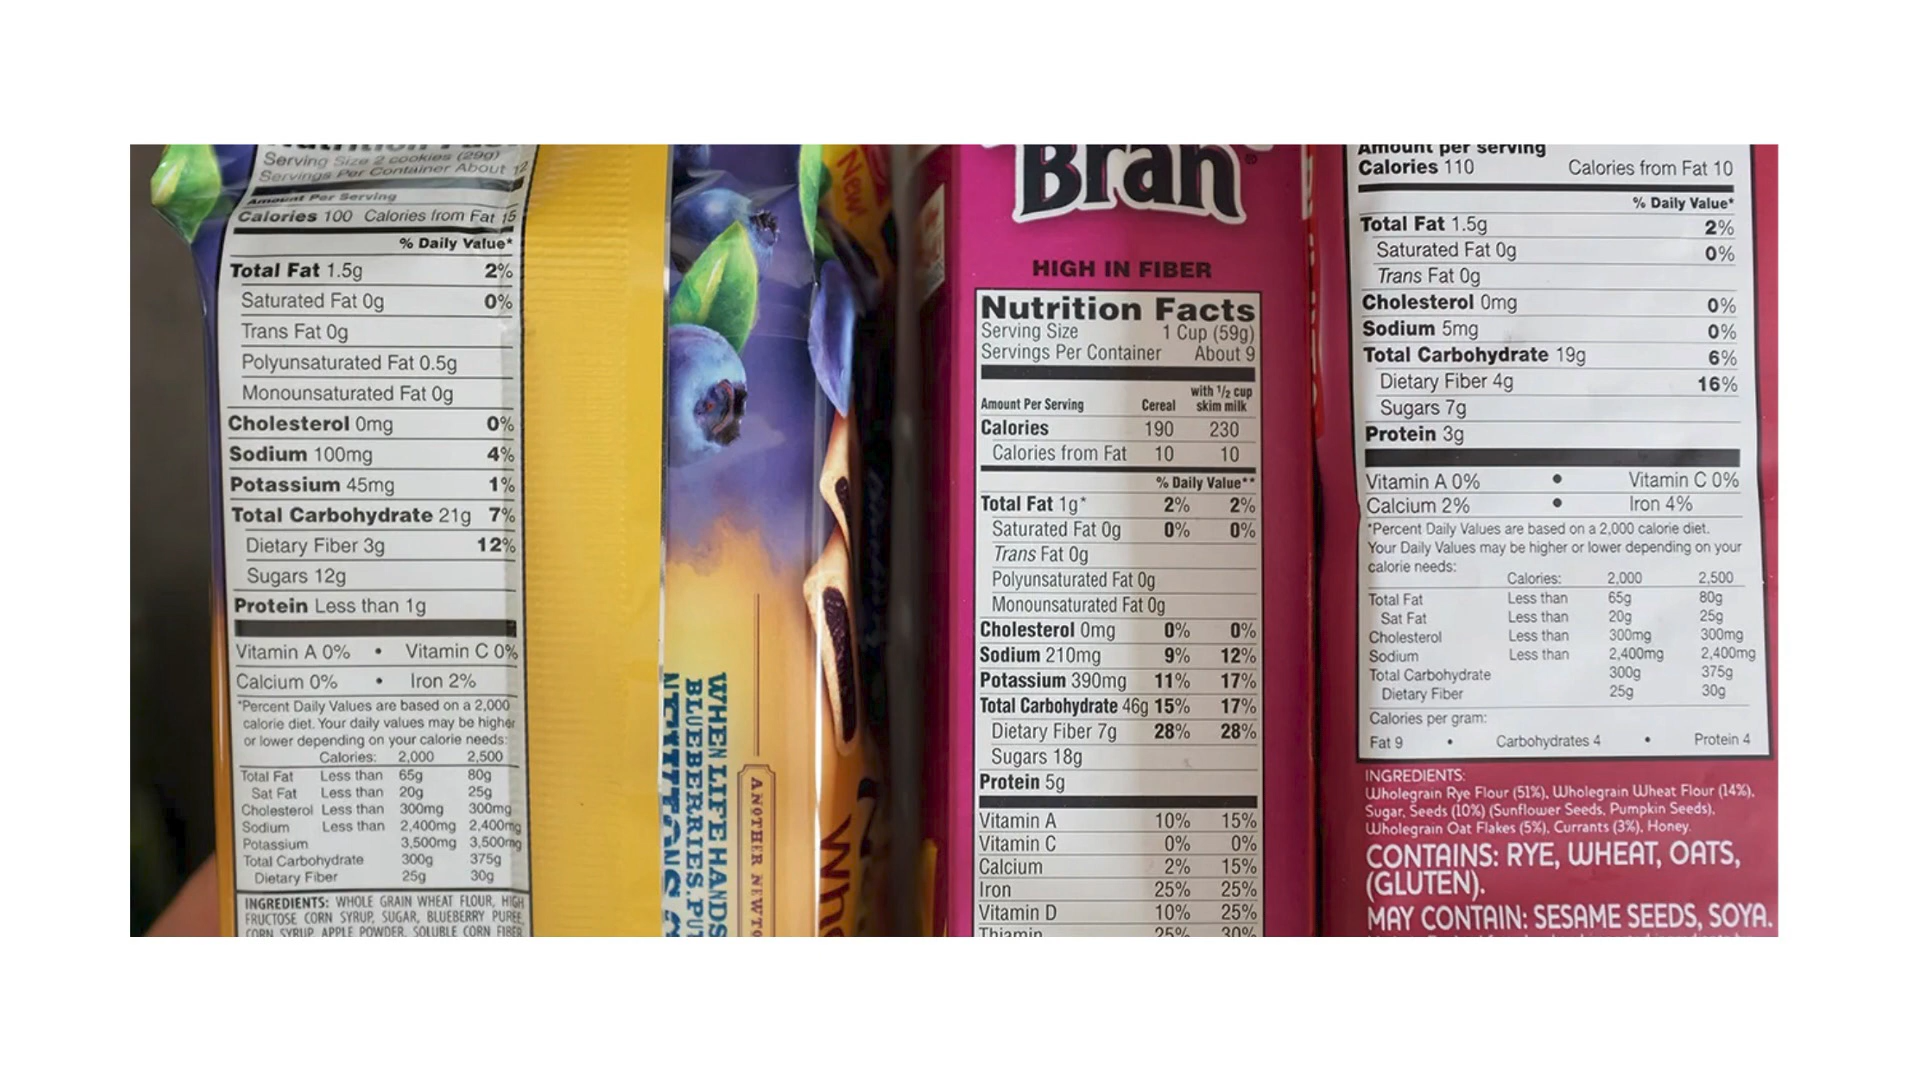 Serving Size 2 cookies (29g)
Servings Per Container About 12
Amount Per Serving
Calories 100 Calories from Fat 15
% Daily Value*
Total Fat 1.5g 2%
Saturated Fat 0g 0%
Trans Fat 0g
Polyunsaturated Fat 0.5g
Monounsaturated Fat 0g
Cholesterol 0mg 0%
Sodium 100mg 4%
Potassium 45mg 1%
Total Carbohydrate 21g 7%
Dietary Fiber 3g 12%
Sugars 12g
Protein Less than 1g
Vitamin A 0% • Vitamin C 0%
Calcium 0% • Iron 2%
*Percent Daily Values are based on a 2,000
calorie diet. Your daily values may be higher
or lower depending on your calorie needs:
Calories: 2,000 2,500
Total Fat Less than 65g 80g
Sat Fat Less than 20g 25g
Cholesterol Less than 300mg 300mg
Sodium Less than 2,400mg 2,400mg
Potassium 3,500mg 3,500mg
Total Carbohydrate 300g 375g
Dietary Fiber 25g 30g
INGREDIENTS: WHOLE GRAIN WHEAT FLOUR, HIGH
FRUCTOSE CORN SYRUP, SUGAR, BLUEBERRY PUREE,
CORN SYRUP, APPLE POWDER, SOLUBLE CORN FIBER
New
WHEN LIFE HANDS
BLUEBERRIES, PUT
ANOTHER NEWTO
Bran®
HIGH IN FIBER
Nutrition Facts
Serving Size 1 Cup (59g)
Servings Per Container About 9
with 1/2 cup
Amount Per Serving Cereal skim milk
Calories 190 230
Calories from Fat 10 10
% Daily Value**
Total Fat 1g* 2% 2%
Saturated Fat 0g 0% 0%
Trans Fat 0g
Polyunsaturated Fat 0g
Monounsaturated Fat 0g
Cholesterol 0mg 0% 0%
Sodium 210mg 9% 12%
Potassium 390mg 11% 17%
Total Carbohydrate 46g 15% 17%
Dietary Fiber 7g 28% 28%
Sugars 18g
Protein 5g
Vitamin A 10% 15%
Vitamin C 0% 0%
Calcium 2% 15%
Iron 25% 25%
Vitamin D 10% 25%
Thiamin 25% 30%
Amount per serving
Calories 110 Calories from Fat 10
% Daily Value*
Total Fat 1.5g 2%
Saturated Fat 0g 0%
Trans Fat 0g
Cholesterol 0mg 0%
Sodium 5mg 0%
Total Carbohydrate 19g 6%
Dietary Fiber 4g 16%
Sugars 7g
Protein 3g
Vitamin A 0% • Vitamin C 0%
Calcium 2% • Iron 4%
*Percent Daily Values are based on a 2,000 calorie diet.
Your Daily Values may be higher or lower depending on your
calorie needs:
Calories: 2,000 2,500
Total Fat Less than 65g 80g
Sat Fat Less than 20g 25g
Cholesterol Less than 300mg 300mg
Sodium Less than 2,400mg 2,400mg
Total Carbohydrate 300g 375g
Dietary Fiber 25g 30g
Calories per gram:
Fat 9 • Carbohydrates 4 • Protein 4
INGREDIENTS:
Wholegrain Rye Flour (51%), Wholegrain Wheat Flour (14%),
Sugar, Seeds (10%) (Sunflower Seeds, Pumpkin Seeds),
Wholegrain Oat Flakes (5%), Currants (3%), Honey.
CONTAINS: RYE, WHEAT, OATS,
(GLUTEN).
MAY CONTAIN: SESAME SEEDS, SOYA.